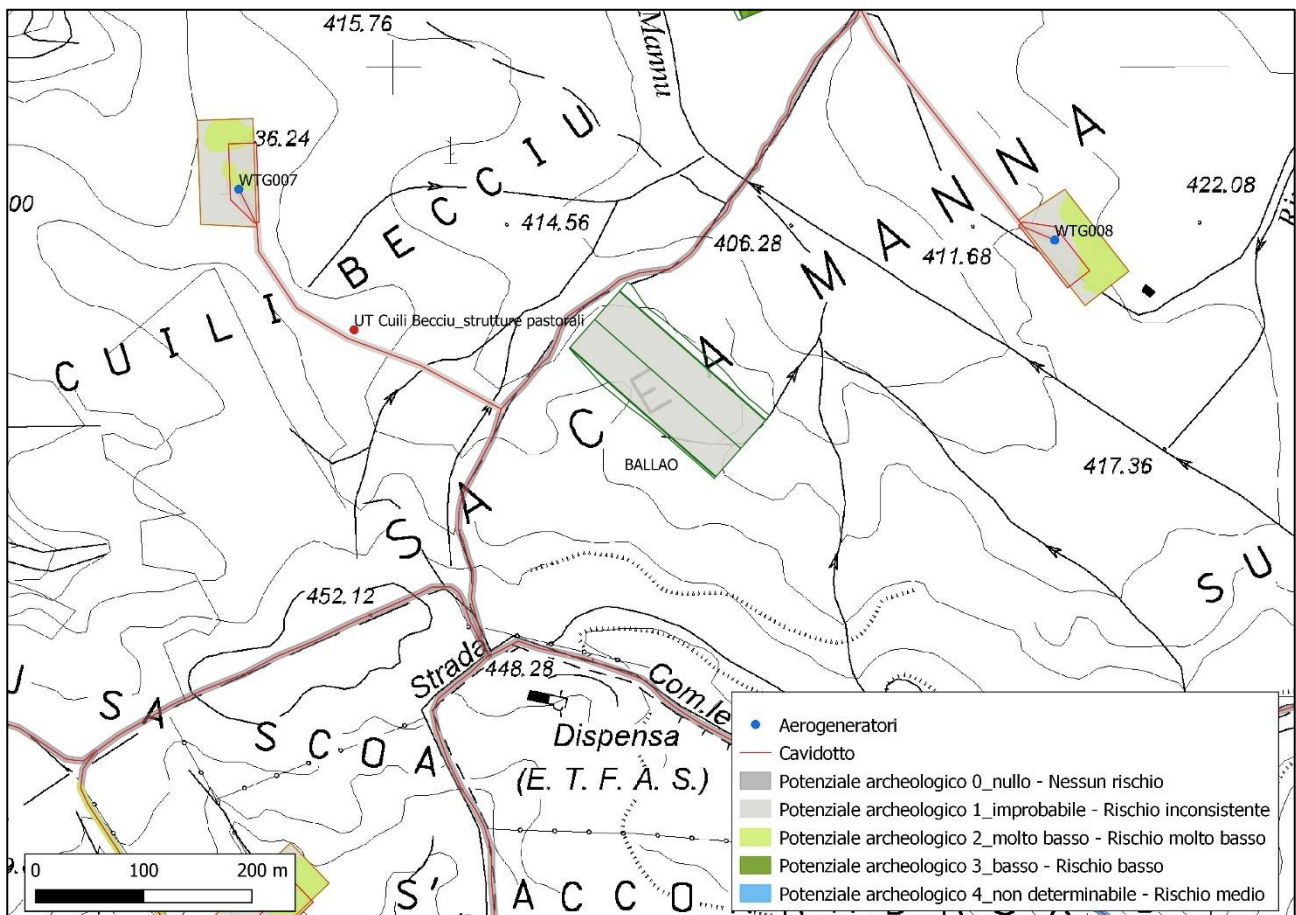 415.76
Mannu
36.24
WTG007
00
CUILI BECCIU
414.56
406.28
MANNA
422.08
WTG008
411.68
UT Cuili Becciu_strutture pastorali
SA CEA
BALLAO
417.36
SU
452.12
Strada Com.le
448.28
U SA SCOA
Dispensa
(E. T. F. A. S.)
S' ACCO
0 100 200 m
Aerogeneratori
Cavidotto
Potenziale archeologico 0_nullo - Nessun rischio
Potenziale archeologico 1_improbabile - Rischio inconsistente
Potenziale archeologico 2_molto basso - Rischio molto basso
Potenziale archeologico 3_basso - Rischio basso
Potenziale archeologico 4_non determinabile - Rischio medio